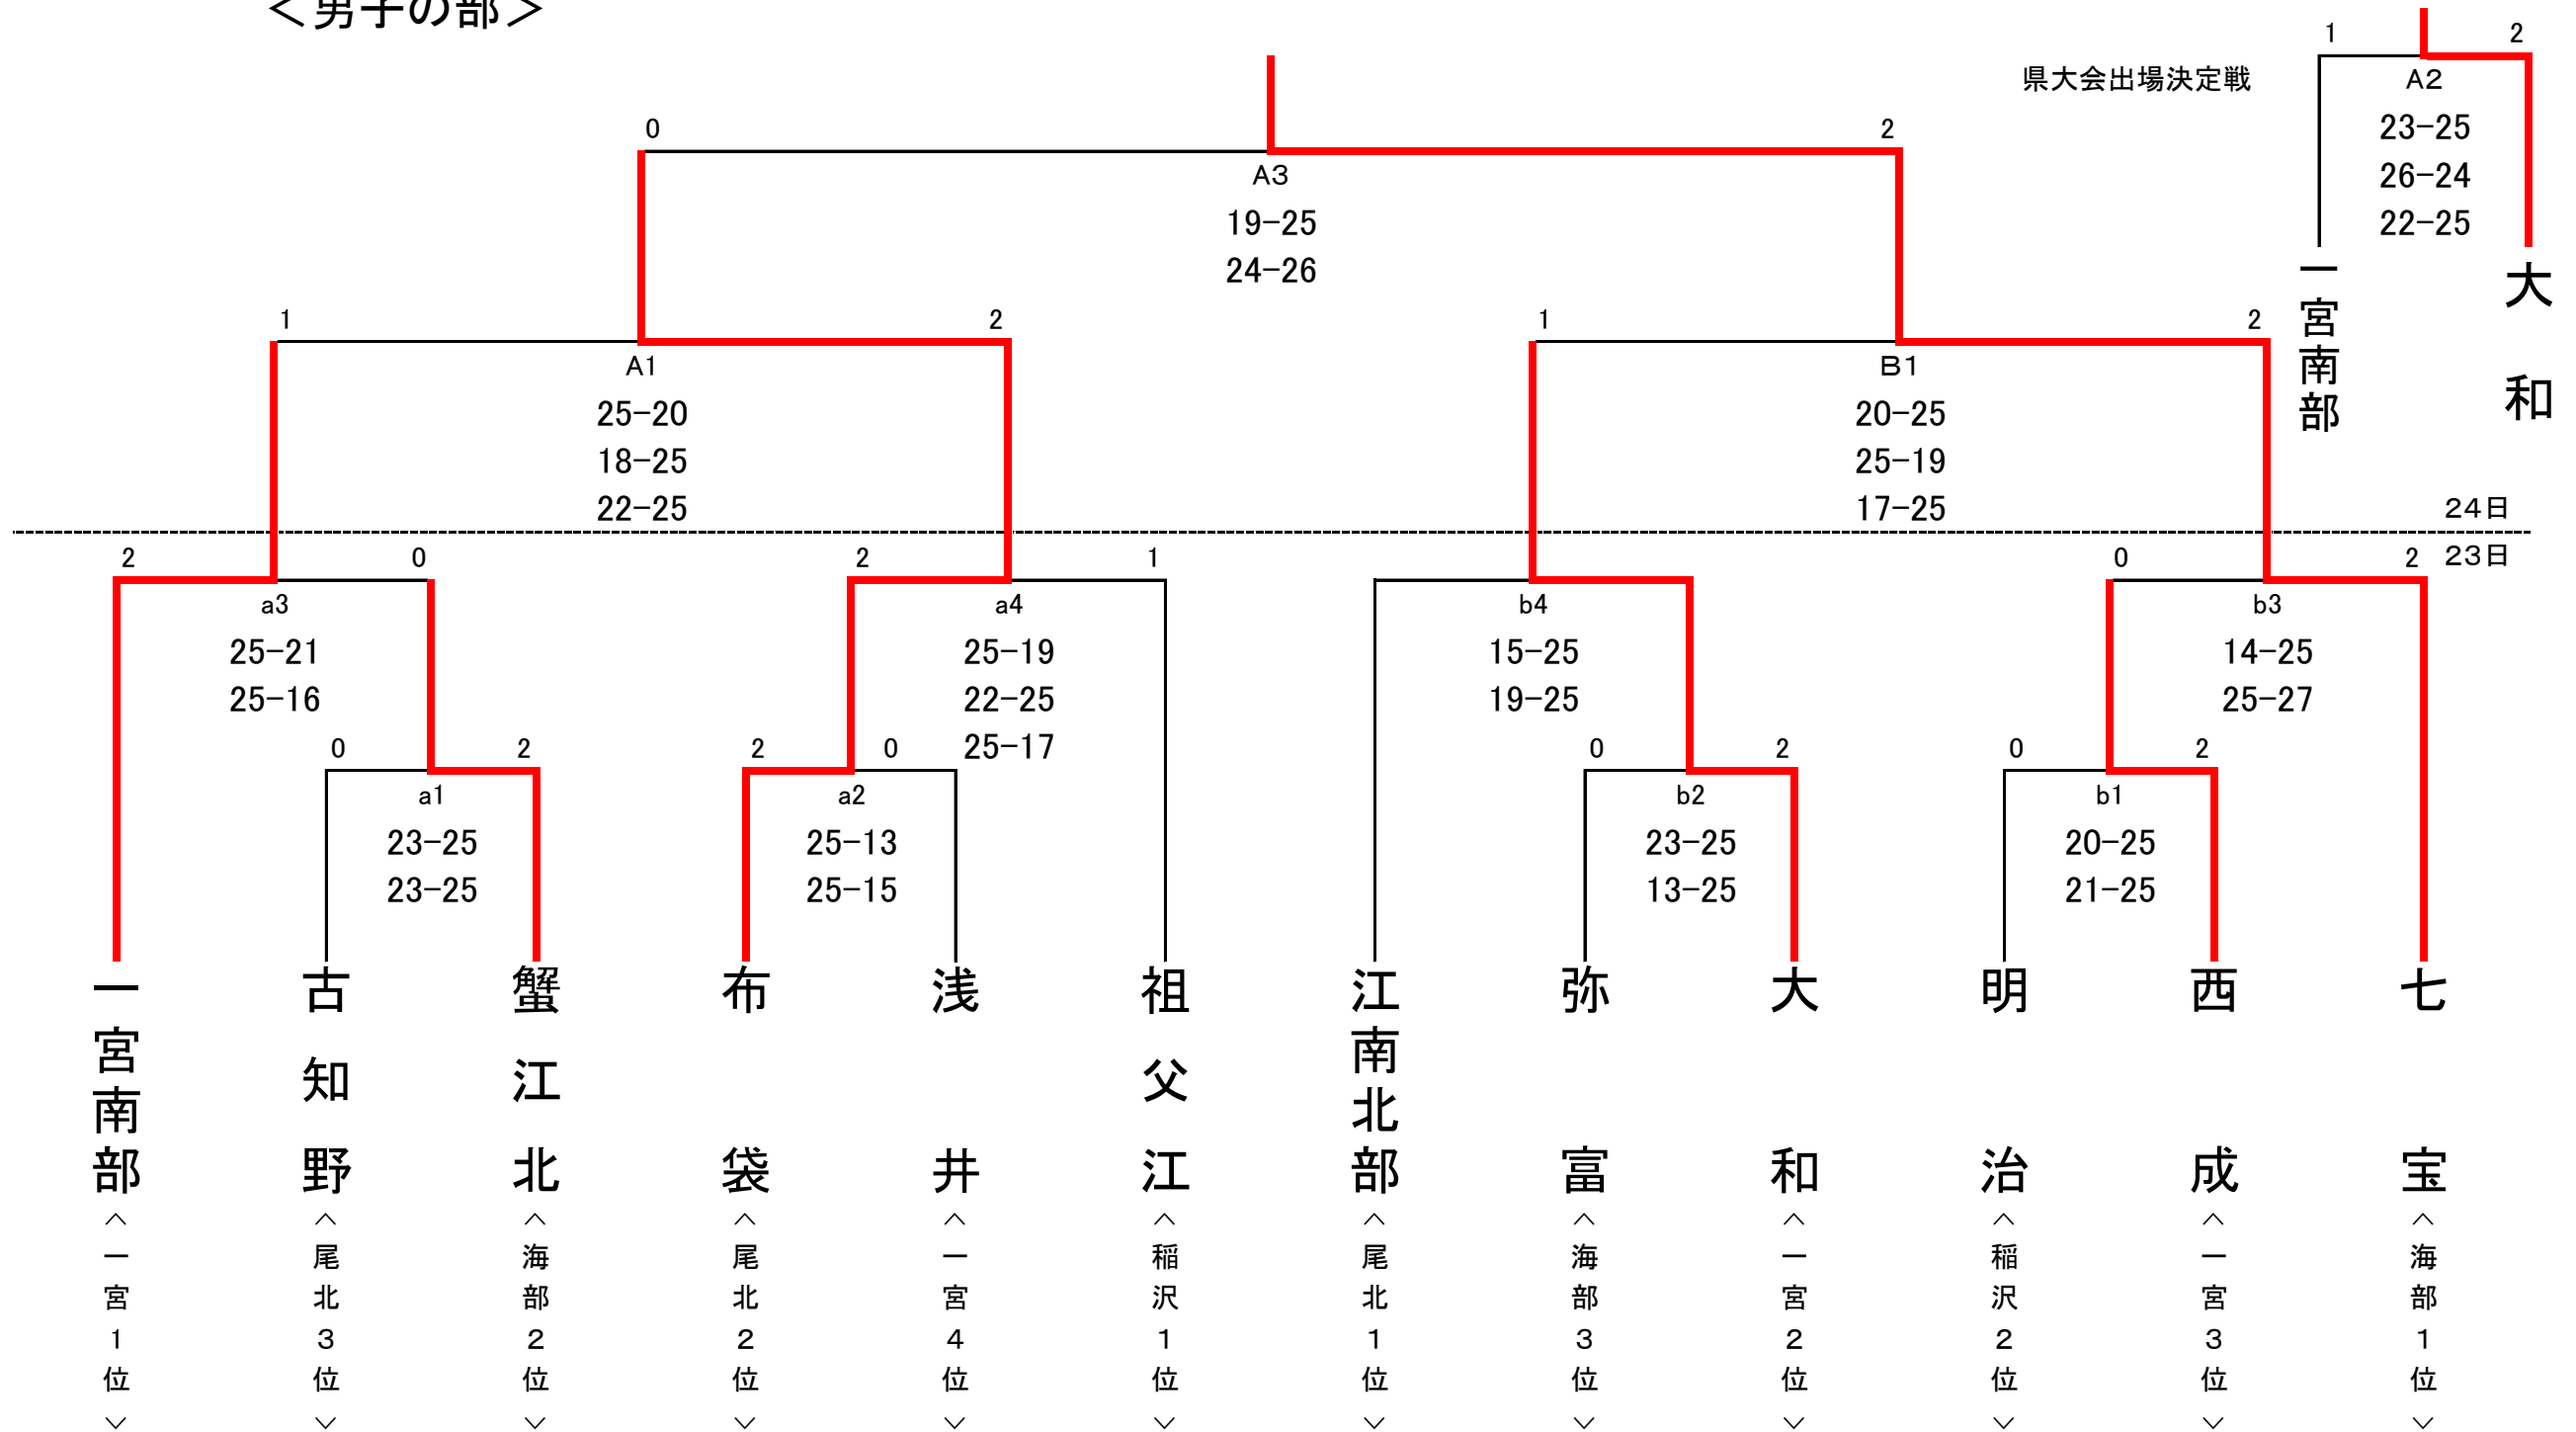 ＜男子の部＞
1 2
県大会出場決定戦
A2
23-25
26-24
22-25
一宮南部
大和
0 2
A3
19-25
24-26
1 2
A1
25-20
18-25
22-25
1 2
B1
20-25
25-19
17-25
24日
23日
2 0
a3
25-21
25-16
2 1
a4
25-19
22-25
25-17
b4
15-25
19-25
0 2
b3
14-25
25-27
0 2
a1
23-25
23-25
2 0
a2
25-13
25-15
0 2
b2
23-25
13-25
0 2
b1
20-25
21-25
一宮南部〈一宮1位〉
古知野〈尾北3位〉
蟹江北〈海部2位〉
布袋〈尾北2位〉
浅井〈一宮4位〉
祖父江〈稲沢1位〉
江南北部〈尾北1位〉
弥富〈海部3位〉
大和〈一宮2位〉
明治〈稲沢2位〉
西成〈一宮3位〉
七宝〈海部1位〉